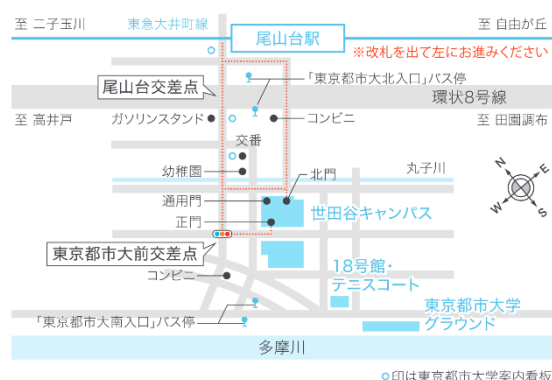 至 二子玉川
東急大井町線
尾山台駅
至 自由が丘
※改札を出て左にお進みください
「東京都市大北入口」バス停
尾山台交差点
環状8号線
至 高井戸
ガソリンスタンド
コンビニ
至 田園調布
交番
幼稚園
丸子川
北門
通用門
正門
世田谷キャンパス
N
E
W
S
東京都市大前交差点
コンビニ
18号館・
テニスコート
東京都市大学
グラウンド
「東京都市大南入口」バス停
多摩川
印は東京都市大学案内看板